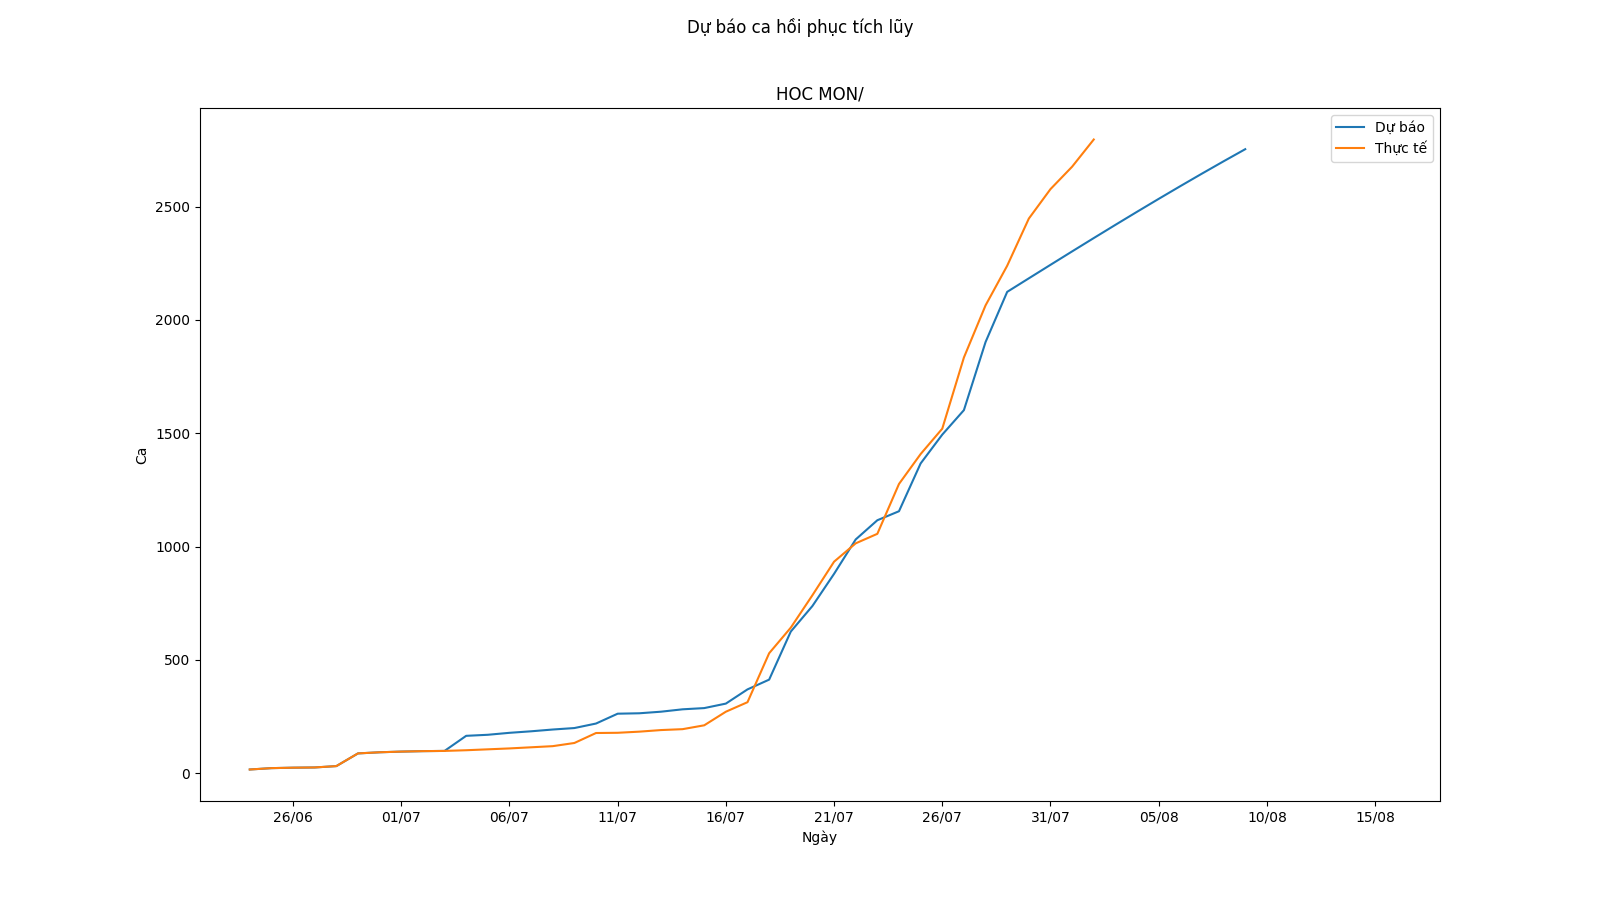 Dự báo ca hồi phục tích lũy
HOC MON/
Dự báo
Thực tế
2500
2000
1500
1000
500
0
Ca
26/06
01/07
06/07
11/07
16/07
21/07
26/07
31/07
05/08
10/08
15/08
Ngày